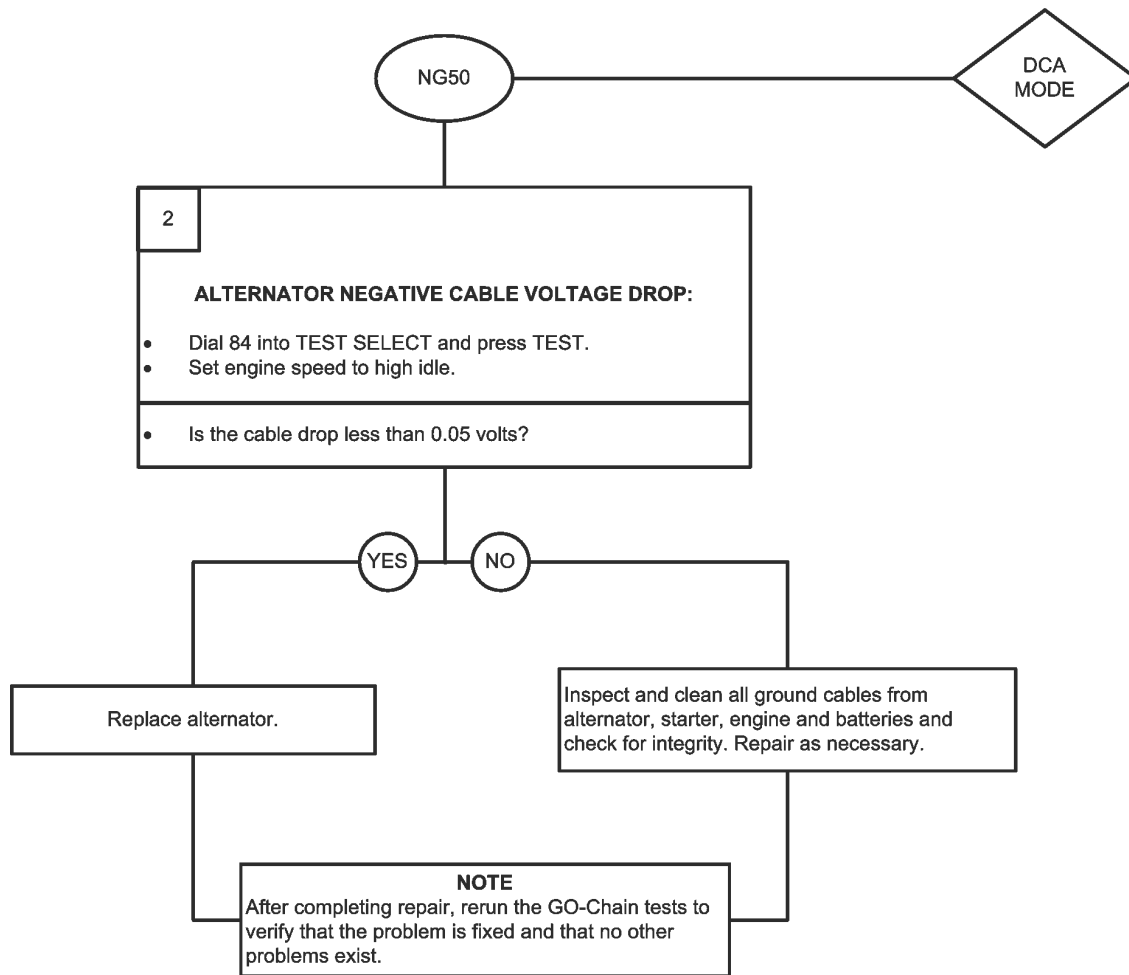 NG50
DCA
MODE
2
ALTERNATOR NEGATIVE CABLE VOLTAGE DROP:
• Dial 84 into TEST SELECT and press TEST.
• Set engine speed to high idle.
• Is the cable drop less than 0.05 volts?
YES
NO
Replace alternator.
Inspect and clean all ground cables from
alternator, starter, engine and batteries and
check for integrity. Repair as necessary.
NOTE
After completing repair, rerun the GO-Chain tests to
verify that the problem is fixed and that no other
problems exist.